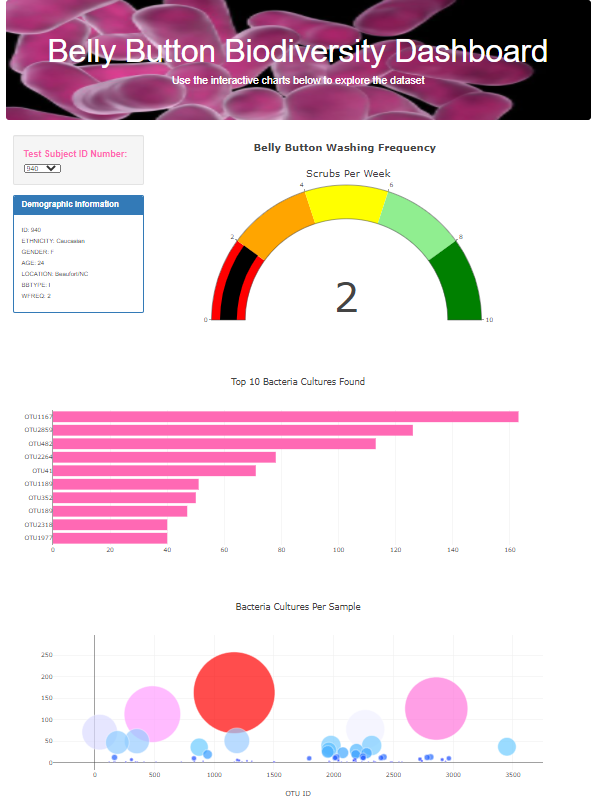 Belly Button Biodiversity Dashboard
Use the interactive charts below to explore the dataset
Test Subject ID Number:
940
Demographic Information
ID: 940
ETHNICITY: Caucasian
GENDER: F
AGE: 24
LOCATION: Beaufort/NC
BBTYPE: I
WFREQ: 2
Belly Button Washing Frequency
Scrubs Per Week
4
6
2
8
0
10
2
Top 10 Bacteria Cultures Found
OTU1167
OTU2859
OTU482
OTU2264
OTU41
OTU1189
OTU352
OTU189
OTU2318
OTU1977
0 20 40 60 80 100 120 140 160
Bacteria Cultures Per Sample
250
200
150
100
50
0
0 500 1000 1500 2000 2500 3000 3500
OTU ID